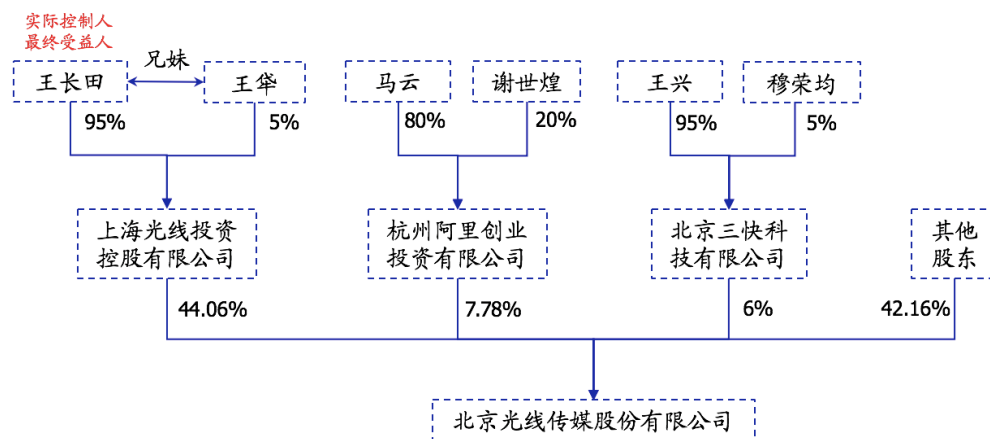 实际控制人
最终受益人
兄妹
王长田
王牮
马云
谢世煌
王兴
穆荣均
95%
5%
80%
20%
95%
5%
上海光线投资
控股有限公司
杭州阿里创业
投资有限公司
北京三快科
技有限公司
其他
股东
44.06%
7.78%
6%
42.16%
北京光线传媒股份有限公司